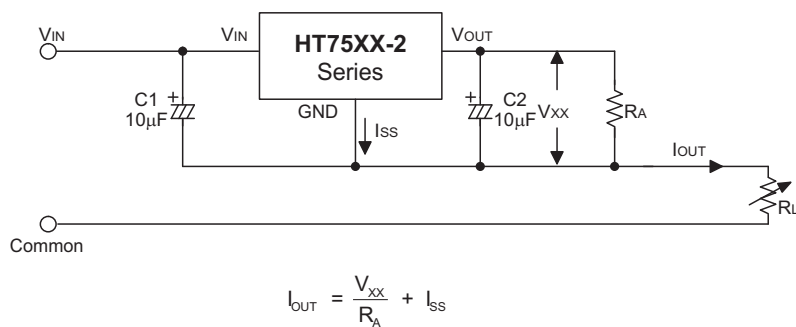 VIN
VIN
HT75XX-2
Series
VOUT
GND
C1
10μF
ISS
C2
10μF
VXX
RA
IOUT
RL
Common
IOUT = VXX / RA + ISS